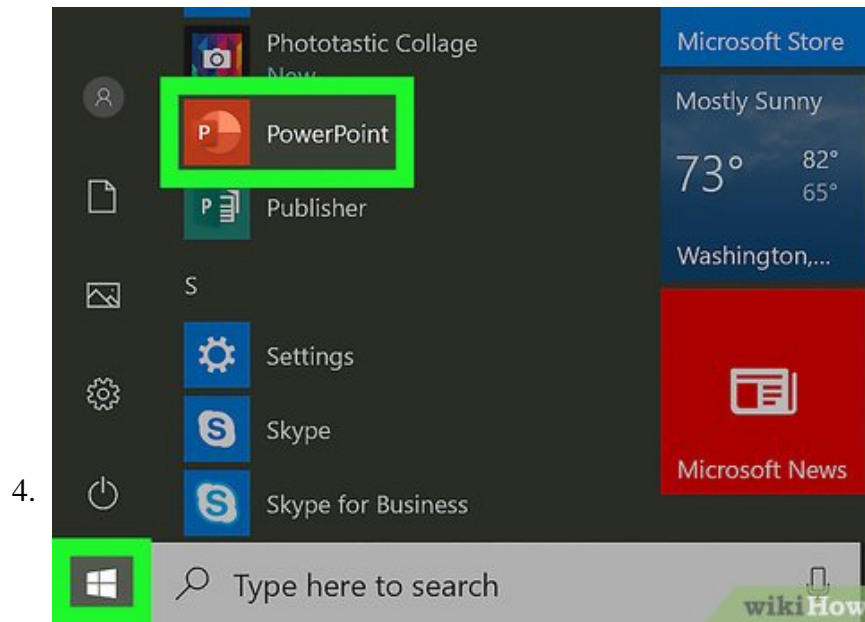 Phototastic Collage
New
PowerPoint
Publisher
S
Settings
Skype
Skype for Business
Microsoft Store
Mostly Sunny
73°
82°
65°
Washington,...
Microsoft News
4.
Type here to search
wikiHow